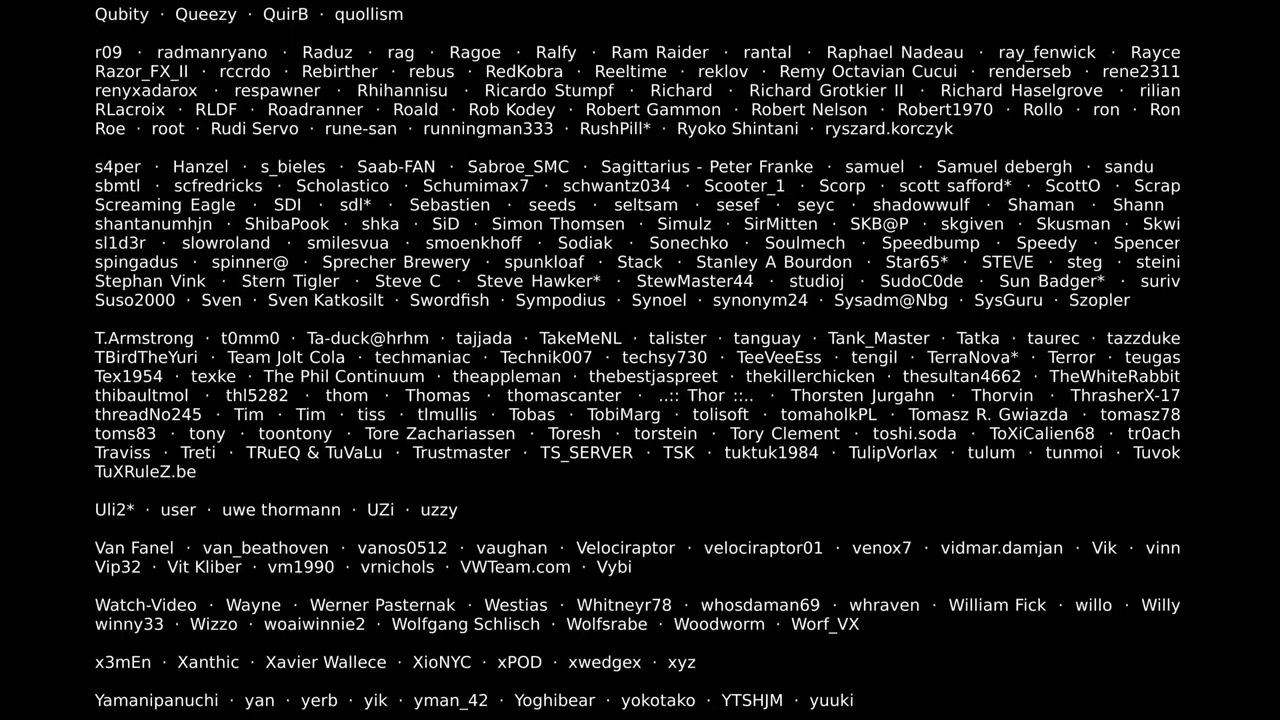 Qubity · Queezy · QuirB · quollism
r09 · radmanryano · Raduz · rag · Ragoe · Ralfy · Ram Raider · rantal · Raphael Nadeau · ray_fenwick · Rayce
Razor_FX_II · rccrdo · Rebirther · rebus · RedKobra · Reeltime · reklov · Remy Octavian Cucui · renderseb · rene2311
renyxadarox · respawner · Rhihannisu · Ricardo Stumpf · Richard · Richard Grotkier II · Richard Haselgrove · rilian
RLacroix · RLDF · Roadranner · Roald · Rob Kodey · Robert Gammon · Robert Nelson · Robert1970 · Rollo · ron · Ron
Roe · root · Rudi Servo · rune-san · runningman333 · RushPill* · Ryoko Shintani · ryszard.korczyk
s4per · Hanzel · s_bieles · Saab-FAN · Sabroe_SMC · Sagittarius - Peter Franke · samuel · Samuel debergh · sandu
sbmtl · scfredricks · Scholastico · Schumimax7 · schwantz034 · Scooter_1 · Scorp · scott safford* · ScottO · Scrap
Screaming Eagle · SDI · sdl* · Sebastien · seeds · seltsam · sesef · seyc · shadowwulf · Shaman · Shann
shantanumhjn · ShibaPook · shka · SiD · Simon Thomsen · Simulz · SirMitten · SKB@P · skgiven · Skusman · Skwi
sl1d3r · slowroland · smilesvua · smoenkhoff · Sodiak · Sonechko · Soulmech · Speedbump · Speedy · Spencer
spingadus · spinner@ · Sprecher Brewery · spunkloaf · Stack · Stanley A Bourdon · Star65* · STE\/E · steg · steini
Stephan Vink · Stern Tigler · Steve C · Steve Hawker* · StewMaster44 · studioj · SudoC0de · Sun Badger* · suriv
Suso2000 · Sven · Sven Katkosilt · Swordfish · Sympodius · Synoel · synonym24 · Sysadm@Nbg · SysGuru · Szopler
T.Armstrong · t0mm0 · Ta-duck@hrhm · tajjada · TakeMeNL · talister · tanguay · Tank_Master · Tatka · taurec · tazzduke
TBirdTheYuri · Team Jolt Cola · techmaniac · Technik007 · techsy730 · TeeVeeEss · tengil · TerraNova* · Terror · teugas
Tex1954 · texke · The Phil Continuum · theappleman · thebestjaspreet · thekillerchicken · thesultan4662 · TheWhiteRabbit
thibaultmol · thl5282 · thom · Thomas · thomascanter · ..:: Thor ::.. · Thorsten Jurgahn · Thorvin · ThrasherX-17
threadNo245 · Tim · Tim · tiss · tlmullis · Tobas · TobiMarg · tolisoft · tomaholkPL · Tomasz R. Gwiazda · tomasz78
toms83 · tony · toontony · Tore Zachariassen · Toresh · torstein · Tory Clement · toshi.soda · ToXiCalien68 · tr0ach
Traviss · Treti · TRuEQ & TuVaLu · Trustmaster · TS_SERVER · TSK · tuktuk1984 · TulipVorlax · tulum · tunmoi · Tuvok
TuXRuleZ.be
Uli2* · user · uwe thormann · UZi · uzzy
Van Fanel · van_beathoven · vanos0512 · vaughan · Velociraptor · velociraptor01 · venox7 · vidmar.damjan · Vik · vinn
Vip32 · Vit Kliber · vm1990 · vrnichols · VWTeam.com · Vybi
Watch-Video · Wayne · Werner Pasternak · Westias · Whitneyr78 · whosdaman69 · whraven · William Fick · willo · Willy
winny33 · Wizzo · woaiwinnie2 · Wolfgang Schlisch · Wolfsrabe · Woodworm · Worf_VX
x3mEn · Xanthic · Xavier Wallece · XioNYC · xPOD · xwedgex · xyz
Yamanipanuchi · yan · yerb · yik · yman_42 · Yoghibear · yokotako · YTSHJM · yuuki